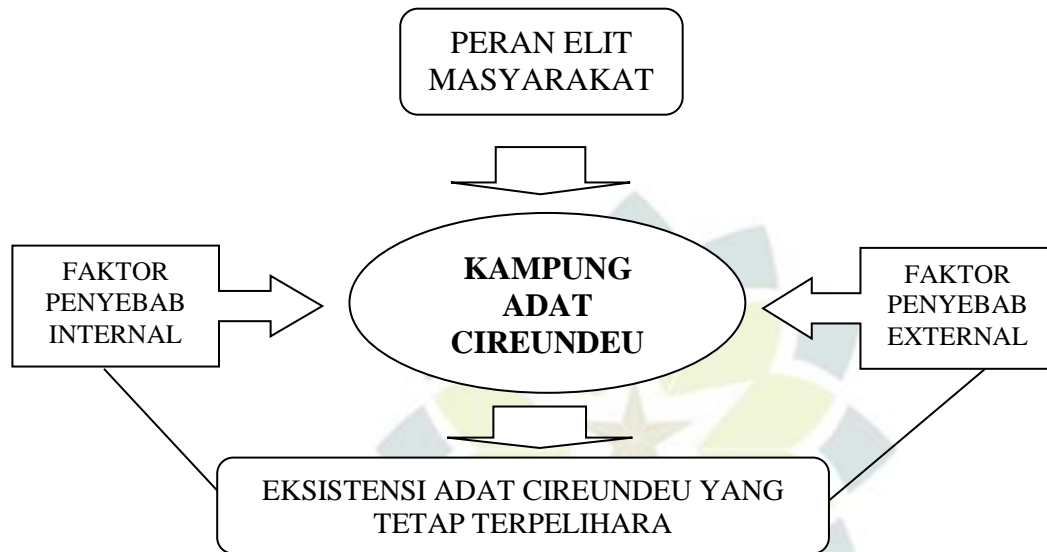 PERAN ELIT
MASYARAKAT
FAKTOR
PENYEBAB
INTERNAL
KAMPUNG
ADAT
CIREUNDEU
FAKTOR
PENYEBAB
EXTERNAL
EKSISTENSI ADAT CIREUNDEU YANG
TETAP TERPELIHARA